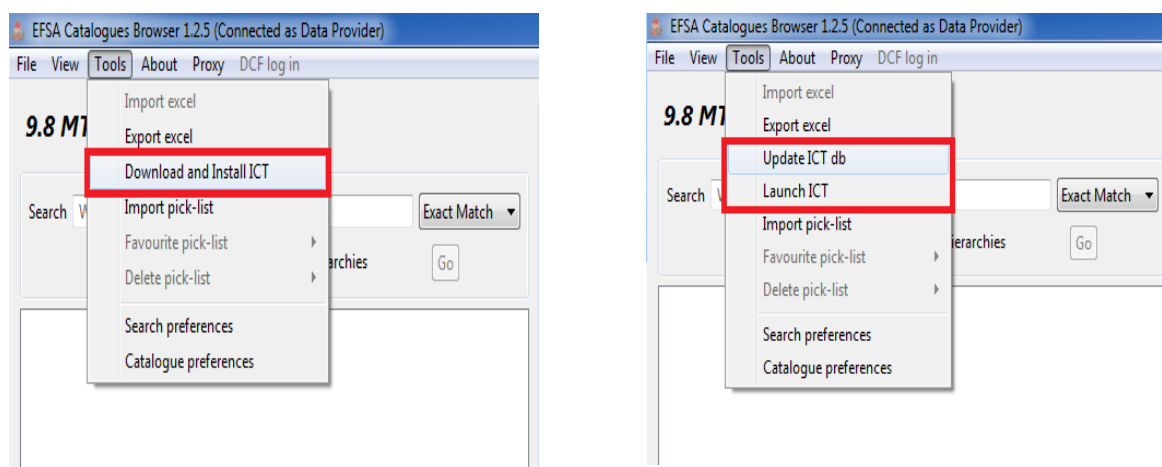 EFSA Catalogues Browser 1.2.5 (Connected as Data Provider)
File View Tools About Proxy DCF log in
Import excel
9.8 MT
Export excel
Download and Install ICT
Search
Import pick-list
Exact Match
Favourite pick-list
Go
Delete pick-list
Search preferences
Catalogue preferences
EFSA Catalogues Browser 1.2.5 (Connected as Data Provider)
File View Tools About Proxy DCF log in
Import excel
9.8 MT
Export excel
Update ICT db
Search
Launch ICT
Exact Match
Import pick-list
Favourite pick-list
Go
Delete pick-list
Search preferences
Catalogue preferences